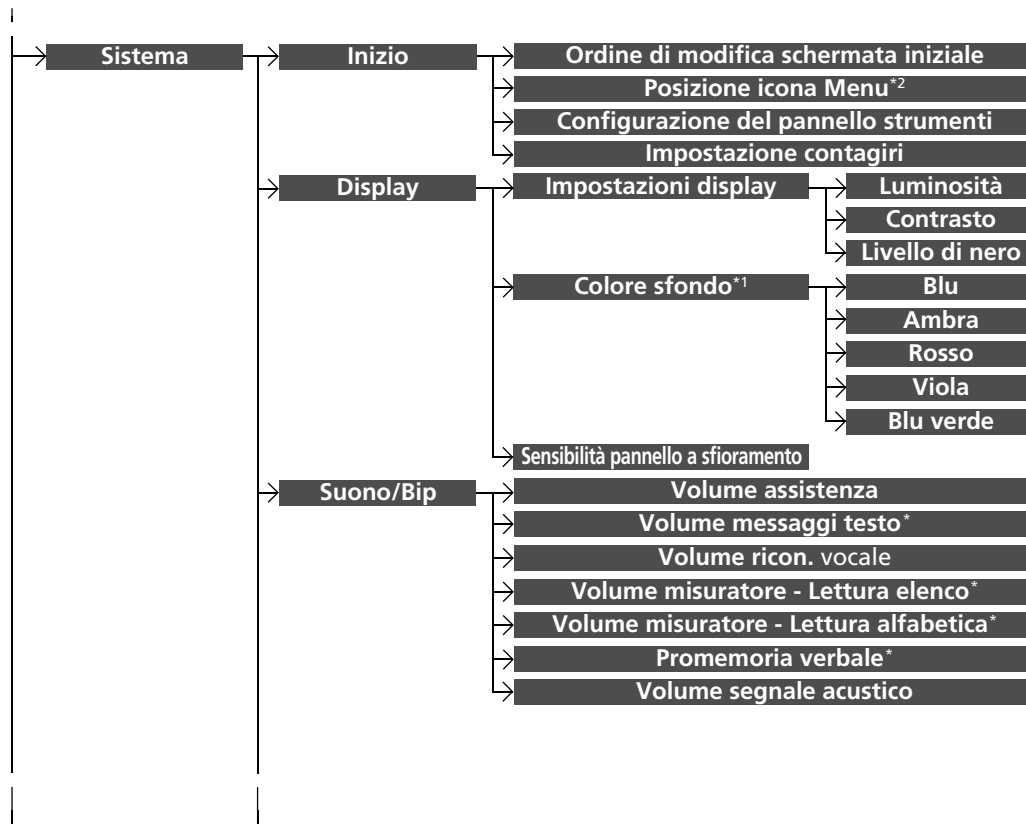 Sistema
Inizio
Ordine di modifica schermata iniziale
Posizione icona Menu*2
Configurazione del pannello strumenti
Impostazione contagiri
Display
Impostazioni display
Luminosità
Contrasto
Livello di nero
Colore sfondo*1
Blu
Ambra
Rosso
Viola
Blu verde
Sensibilità pannello a sfioramento
Suono/Bip
Volume assistenza
Volume messaggi testo*
Volume ricon. vocale
Volume misuratore - Lettura elenco*
Volume misuratore - Lettura alfabetica*
Promemoria verbale*
Volume segnale acustico